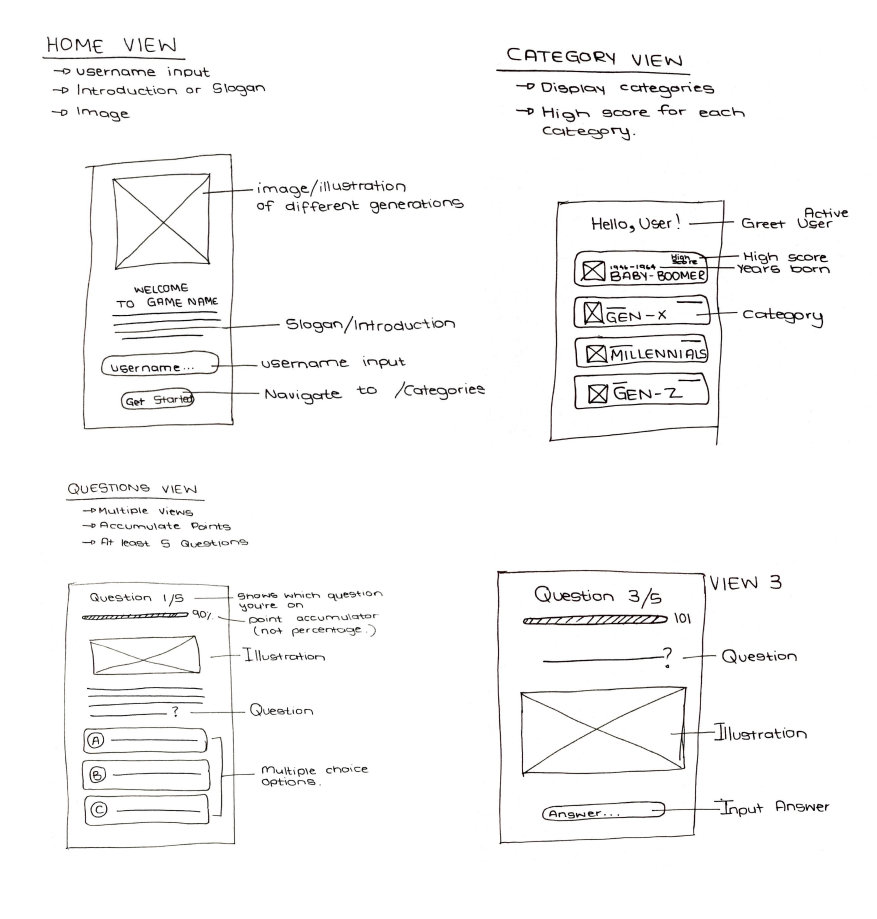 HOME VIEW
→ username input
→ Introduction or Slogan
→ Image
image/illustration
of different generations
WELCOME
TO GAME NAME
Slogan/Introduction
username...
username input
Get Started
Navigate to /Categories
CATEGORY VIEW
→ Display categories
→ High score for each
category.
Hello, User!
Greet Active User
High score
1946-1964
BABY-BOOMER
High score
Years born
GEN-X
Category
MILLENNIALS
GEN-Z
QUESTIONS VIEW
→ Multiple Views
→ Accumulate Points
→ At least 5 Questions
Question 1/5
shows which question
you're on
90%
point accumulator
(not percentage.)
Illustration
?
Question
A
B
C
Multiple choice
options.
VIEW 3
Question 3/5
101
?
Question
Illustration
Answer...
Input Answer